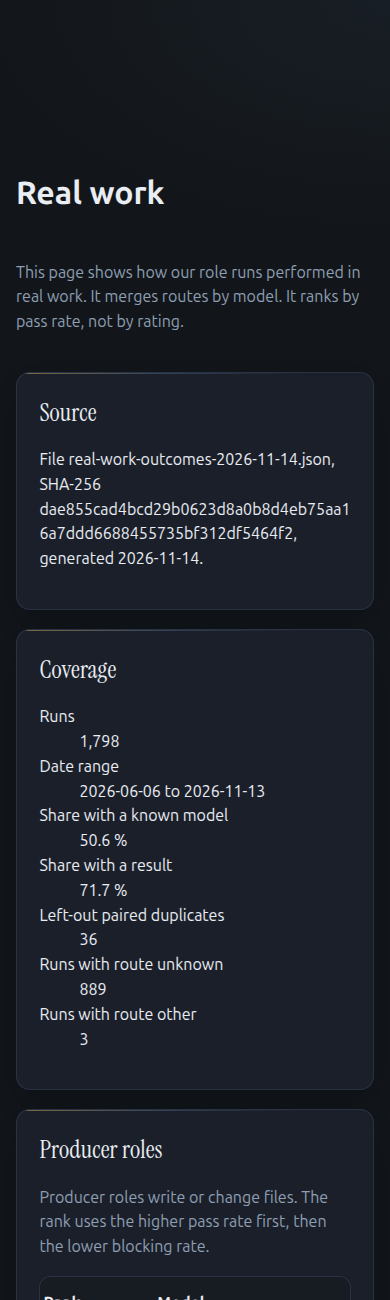 Real work
This page shows how our role runs performed in
real work. It merges routes by model. It ranks by
pass rate, not by rating.
Source
File real-work-outcomes-2026-11-14.json,
SHA-256
dae855cad4bcd29b0623d8a0b8d4eb75aa1
6a7ddd6688455735bf312df5464f2,
generated 2026-11-14.
Coverage
Runs
1,798
Date range
2026-06-06 to 2026-11-13
Share with a known model
50.6 %
Share with a result
71.7 %
Left-out paired duplicates
36
Runs with route unknown
889
Runs with route other
3
Producer roles
Producer roles write or change files. The
rank uses the higher pass rate first, then
the lower blocking rate.
Rank Model